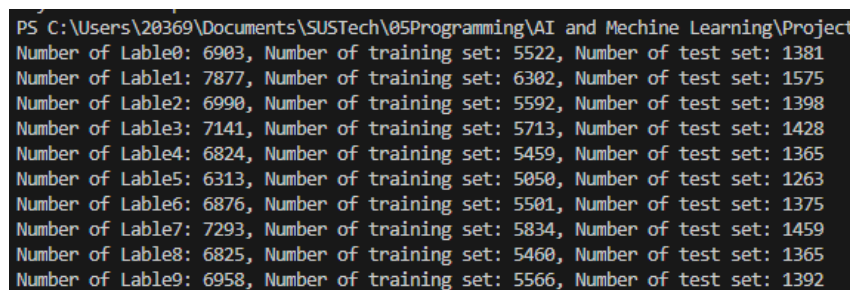 PS C:\Users\20369\Documents\SUSTech\05Programming\AI and Mechine Learning\Project
Number of Lable0: 6903, Number of training set: 5522, Number of test set: 1381
Number of Lable1: 7877, Number of training set: 6302, Number of test set: 1575
Number of Lable2: 6990, Number of training set: 5592, Number of test set: 1398
Number of Lable3: 7141, Number of training set: 5713, Number of test set: 1428
Number of Lable4: 6824, Number of training set: 5459, Number of test set: 1365
Number of Lable5: 6313, Number of training set: 5050, Number of test set: 1263
Number of Lable6: 6876, Number of training set: 5501, Number of test set: 1375
Number of Lable7: 7293, Number of training set: 5834, Number of test set: 1459
Number of Lable8: 6825, Number of training set: 5460, Number of test set: 1365
Number of Lable9: 6958, Number of training set: 5566, Number of test set: 1392